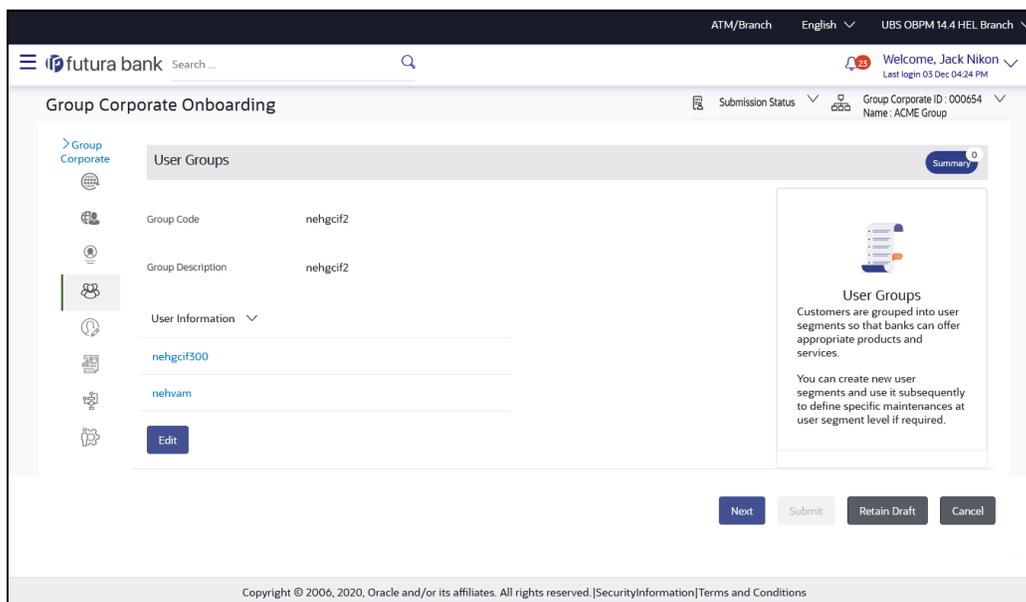 ATM/Branch English UBS OBPM 14.4 HEL Branch
futura bank Search ... 23 Welcome, Jack Nikon
Last login 03 Dec 04:24 PM
Group Corporate Onboarding Submission Status Group Corporate ID : 000654
Name : ACME Group
Group
Corporate
User Groups Summary 0
Group Code nehgcif2
Group Description nehgcif2
User Information
nehgcif300
nehvam
Edit
User Groups
Customers are grouped into user
segments so that banks can offer
appropriate products and
services.
You can create new user
segments and use it subsequently
to define specific maintenances at
user segment level if required.
Next Submit Retain Draft Cancel
Copyright © 2006, 2020, Oracle and/or its affiliates. All rights reserved.|SecurityInformation|Terms and Conditions